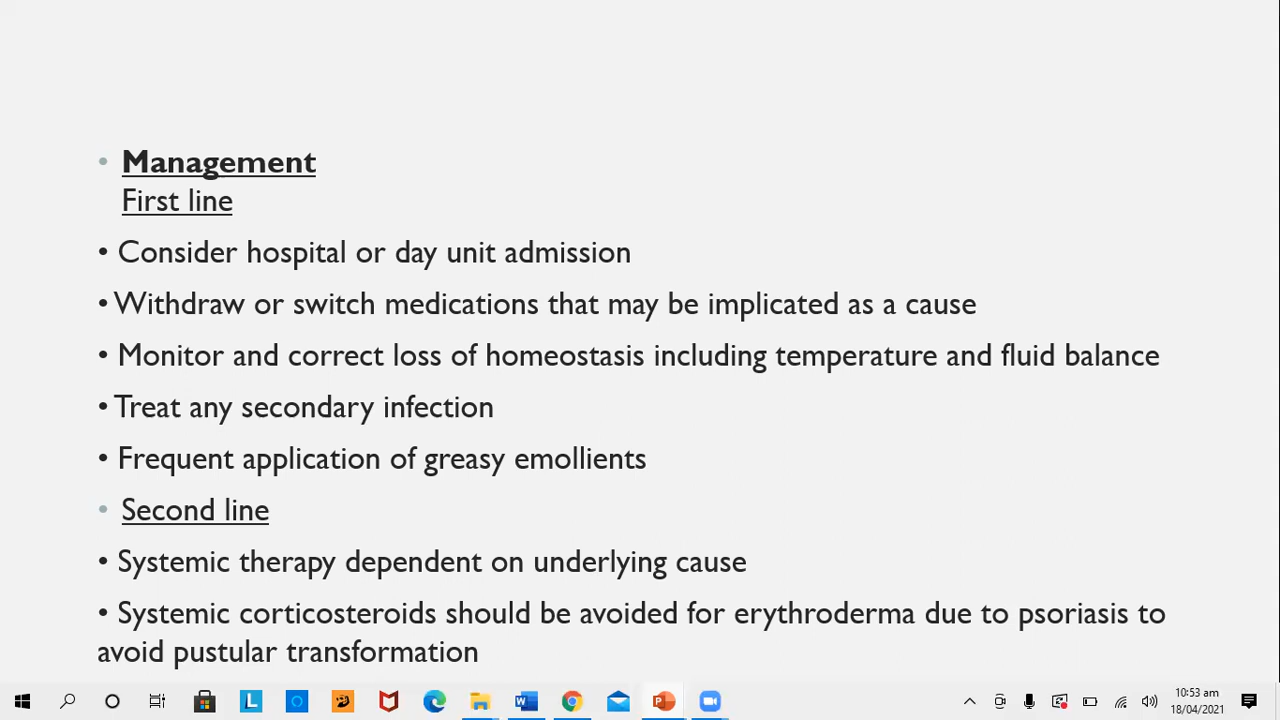 • Management
First line
• Consider hospital or day unit admission
• Withdraw or switch medications that may be implicated as a cause
• Monitor and correct loss of homeostasis including temperature and fluid balance
• Treat any secondary infection
• Frequent application of greasy emollients
• Second line
• Systemic therapy dependent on underlying cause
• Systemic corticosteroids should be avoided for erythroderma due to psoriasis to
avoid pustular transformation
L
W
P
10:53 am
18/04/2021